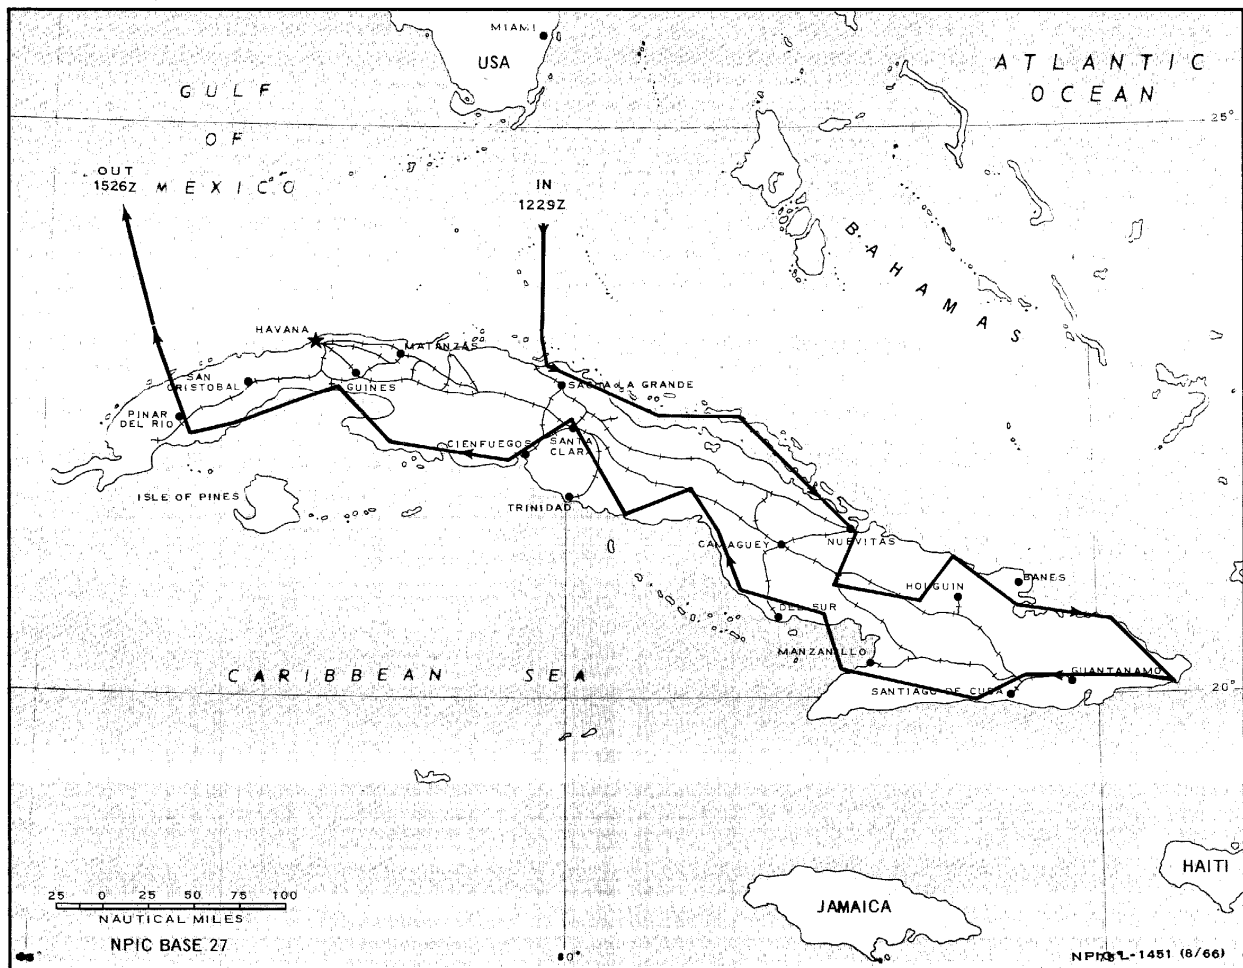 MIAMI
USA
ATLANTIC
OCEAN
GULF
OF
MEXICO
25°
OUT
1526Z
IN
1229Z
BAHAMAS
HAVANA
MATANZAS
SAN
CRISTOBAL
GUINES
SAGUA LA GRANDE
PINAR
DEL RIO
CIENFUEGOS
SANTA
CLARA
ISLE OF PINES
TRINIDAD
CAMAGUEY
NUEVITAS
HOLGUIN
BANES
DEL SUR
MANZANILLO
GUANTANAMO
SANTIAGO DE CUBA
CARIBBEAN SEA
20°
HAITI
JAMAICA
25 0 25 50 75 100
NAUTICAL MILES
NPIC BASE 27
L-1451 (8/66)